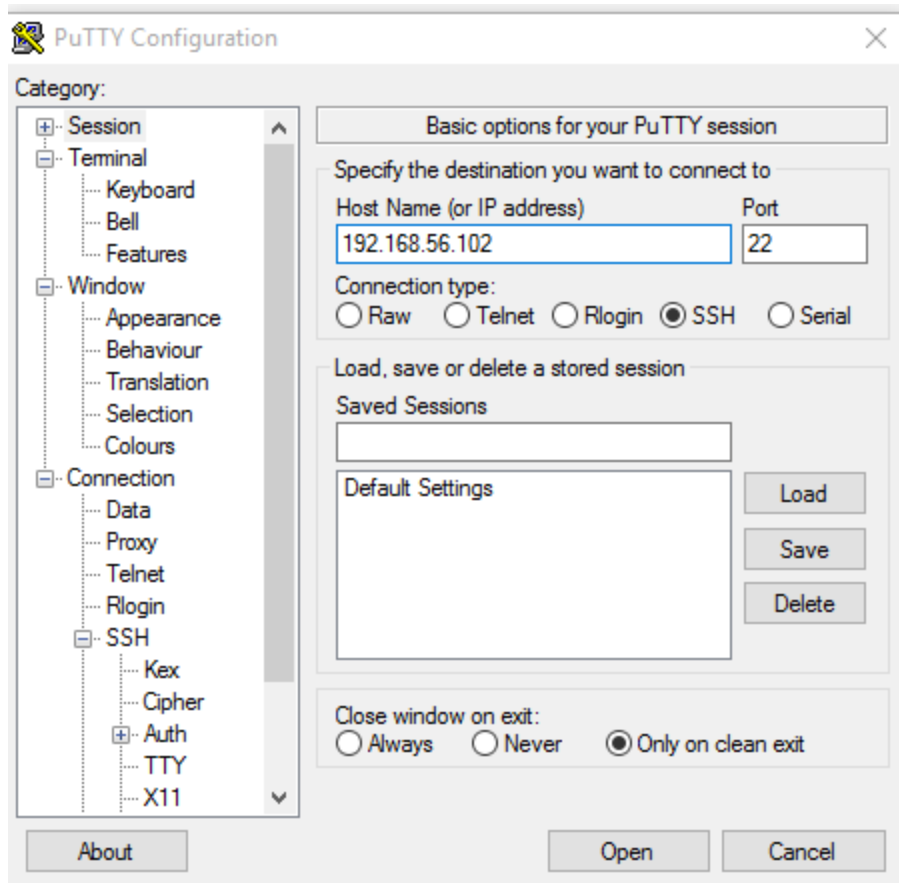 PuTTY Configuration
Category:
Session
Terminal
Keyboard
Bell
Features
Window
Appearance
Behaviour
Translation
Selection
Colours
Connection
Data
Proxy
Telnet
Rlogin
SSH
Kex
Cipher
Auth
TTY
X11
Basic options for your PuTTY session
Specify the destination you want to connect to
Host Name (or IP address) Port
192.168.56.102 22
Connection type:
Raw Telnet Rlogin SSH Serial
Load, save or delete a stored session
Saved Sessions
Default Settings
Load
Save
Delete
Close window on exit:
Always Never Only on clean exit
About Open Cancel